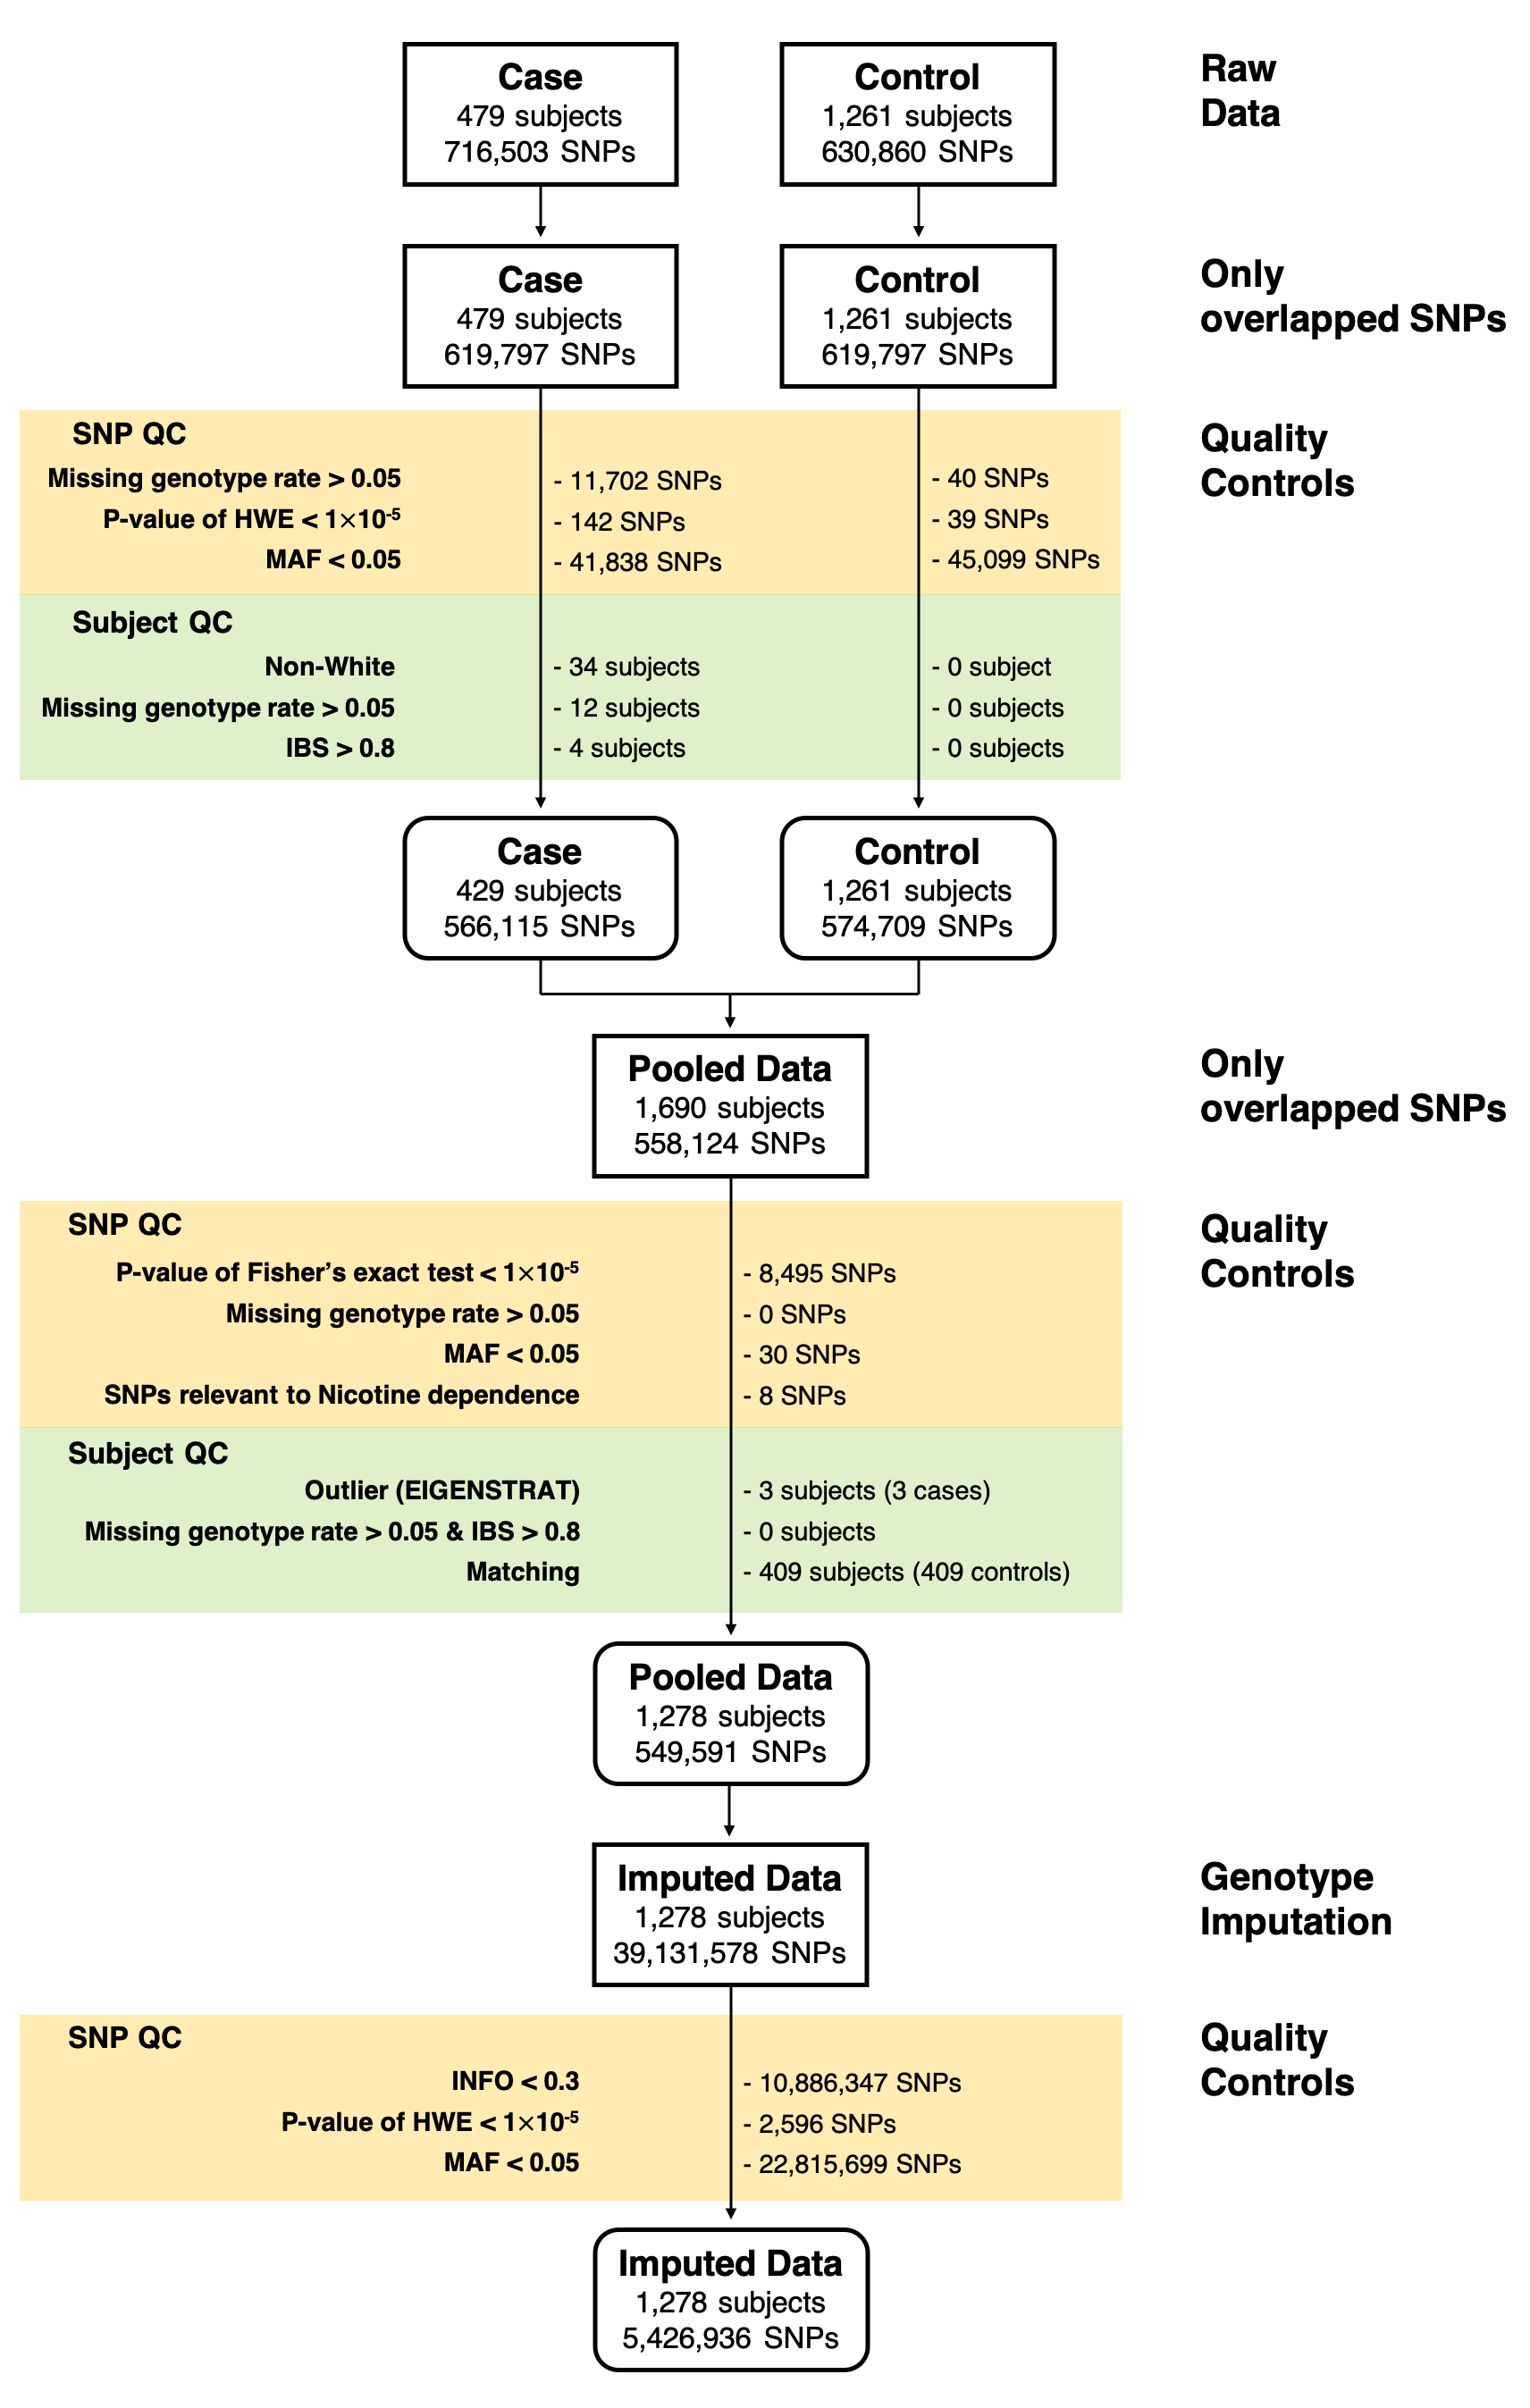 Case
479 subjects
716,503 SNPs
Control
1,261 subjects
630,860 SNPs
Raw
Data
Case
479 subjects
619,797 SNPs
Control
1,261 subjects
619,797 SNPs
Only
overlapped SNPs
Quality
Controls
SNP QC
Missing genotype rate > 0.05 - 11,702 SNPs - 40 SNPs
P-value of HWE < 1×10-5 - 142 SNPs - 39 SNPs
MAF < 0.05 - 41,838 SNPs - 45,099 SNPs
Subject QC
Non-White - 34 subjects - 0 subject
Missing genotype rate > 0.05 - 12 subjects - 0 subjects
IBS > 0.8 - 4 subjects - 0 subjects
Case
429 subjects
566,115 SNPs
Control
1,261 subjects
574,709 SNPs
Pooled Data
1,690 subjects
558,124 SNPs
Only
overlapped SNPs
Quality
Controls
SNP QC
P-value of Fisher’s exact test < 1×10-5 - 8,495 SNPs
Missing genotype rate > 0.05 - 0 SNPs
MAF < 0.05 - 30 SNPs
SNPs relevant to Nicotine dependence - 8 SNPs
Subject QC
Outlier (EIGENSTRAT) - 3 subjects (3 cases)
Missing genotype rate > 0.05 & IBS > 0.8 - 0 subjects
Matching - 409 subjects (409 controls)
Pooled Data
1,278 subjects
549,591 SNPs
Imputed Data
1,278 subjects
39,131,578 SNPs
Genotype
Imputation
Quality
Controls
SNP QC
INFO < 0.3 - 10,886,347 SNPs
P-value of HWE < 1×10-5 - 2,596 SNPs
MAF < 0.05 - 22,815,699 SNPs
Imputed Data
1,278 subjects
5,426,936 SNPs